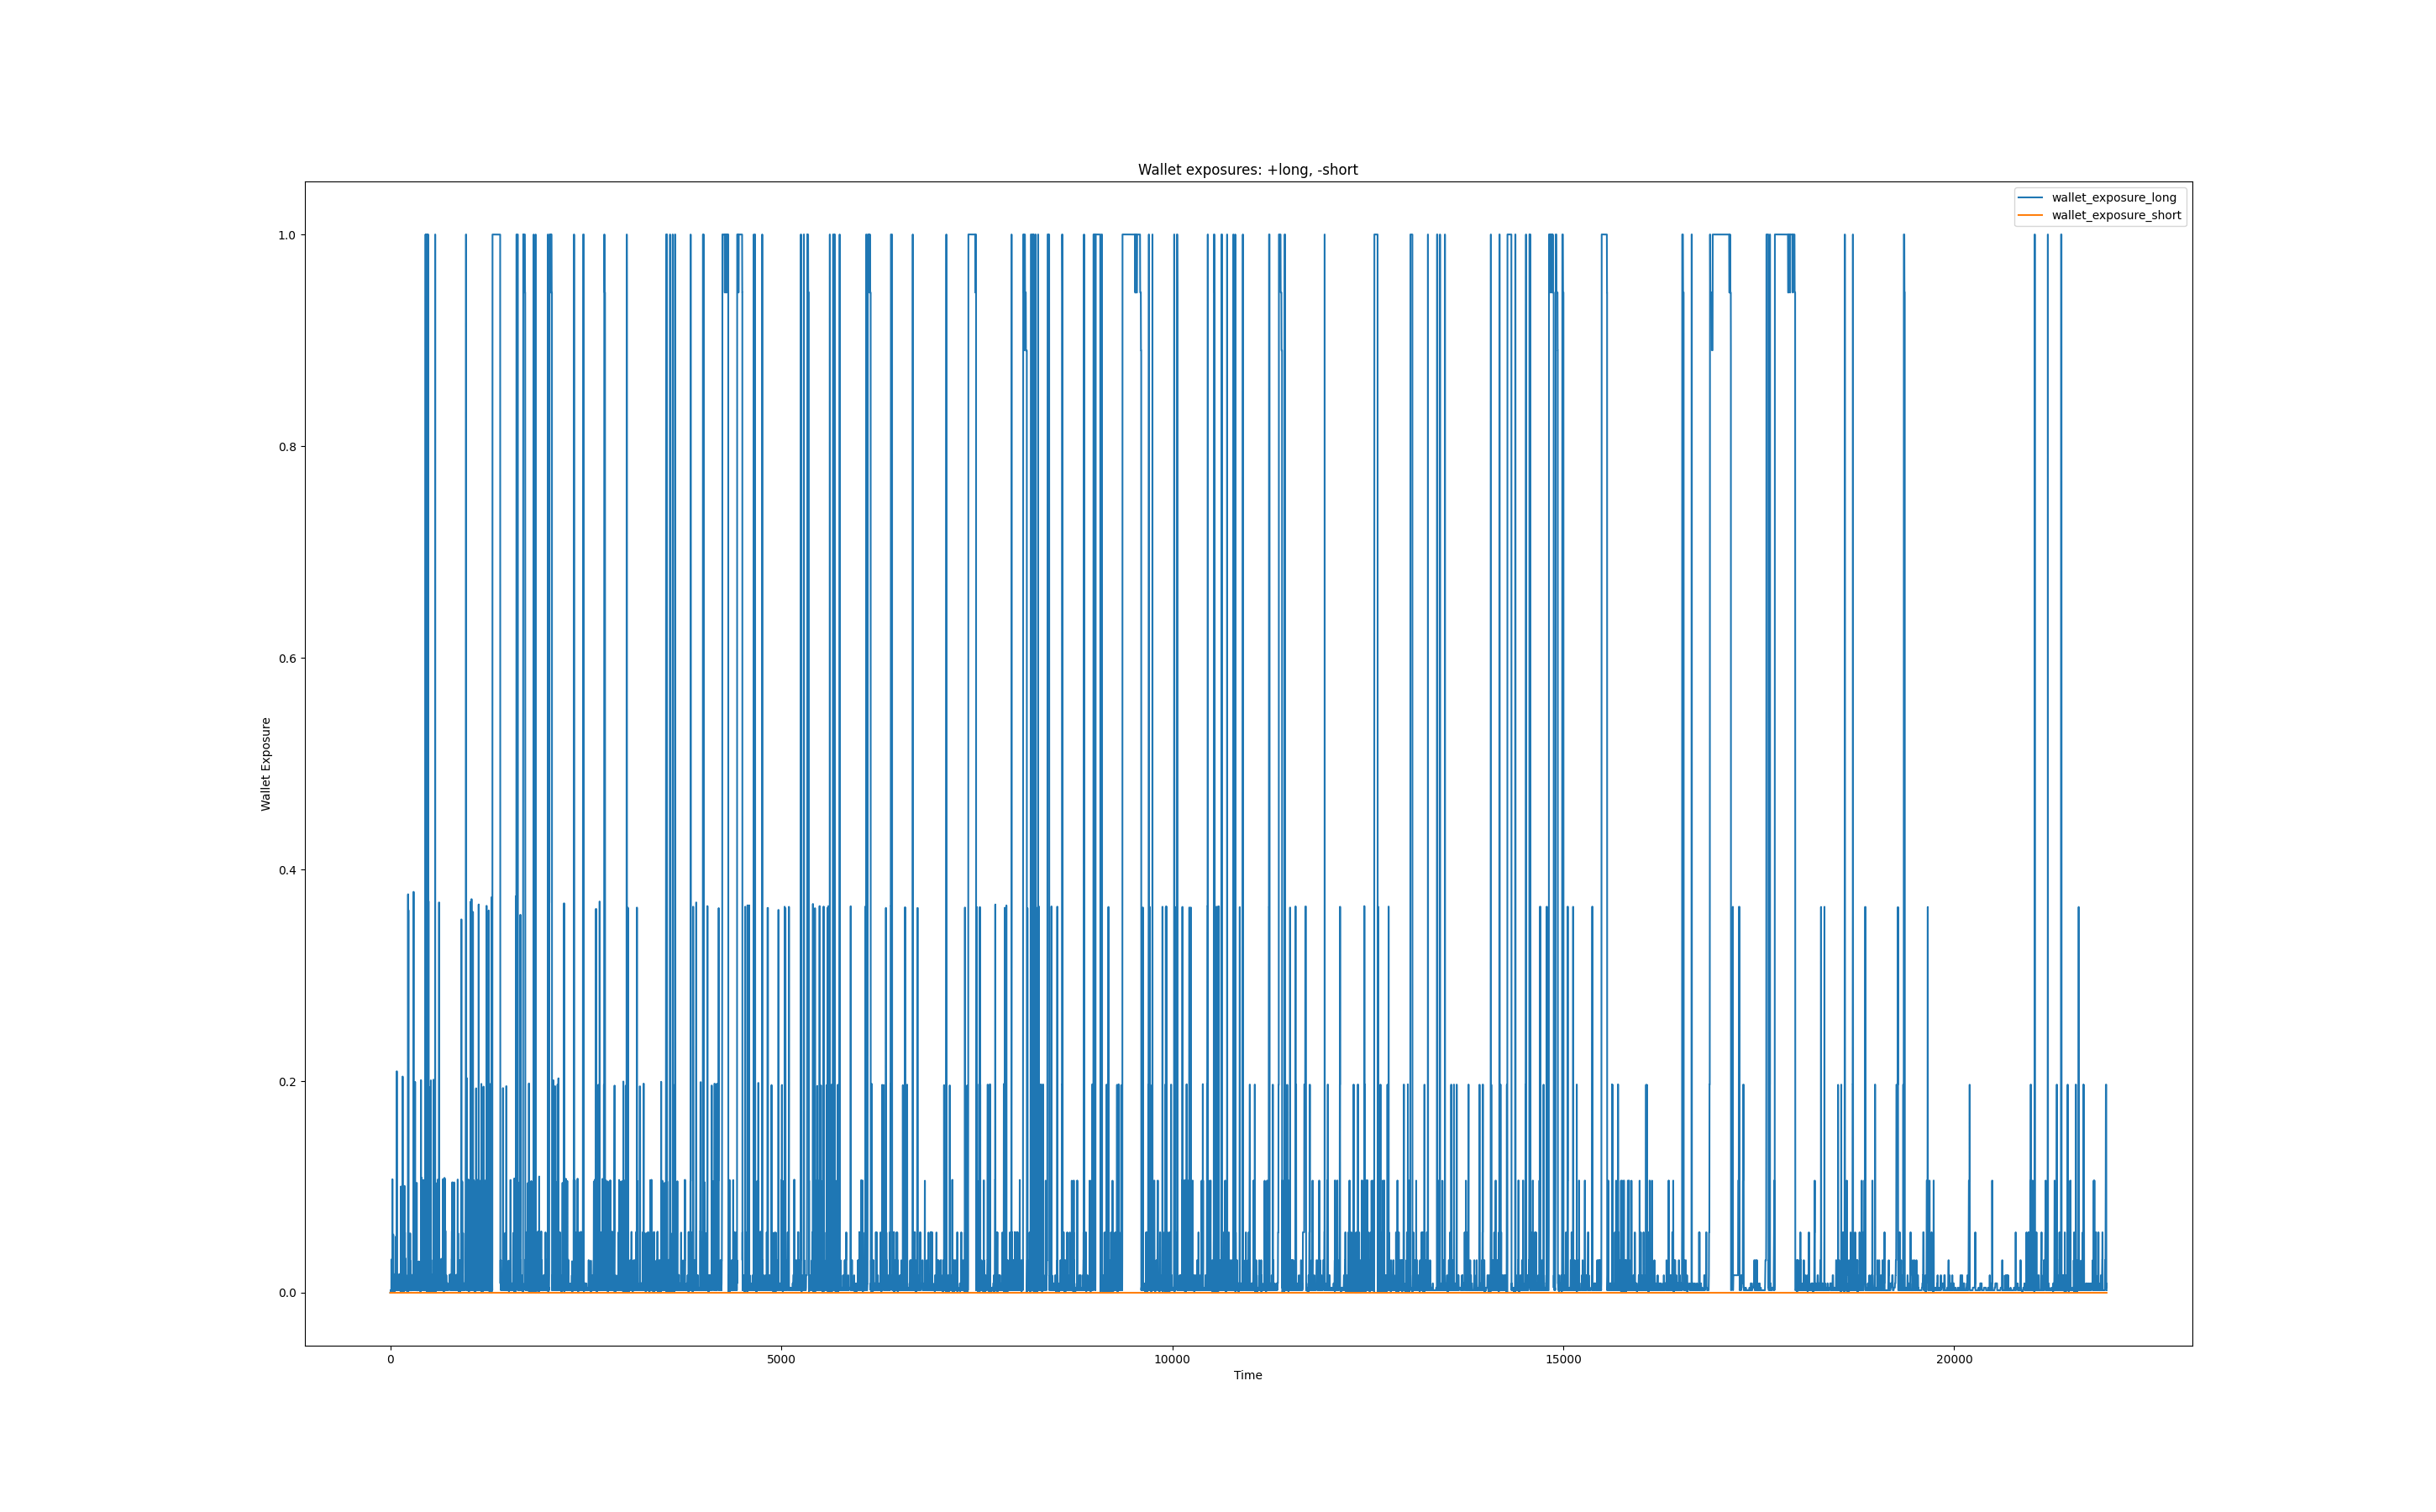 Wallet exposures: +long, -short
wallet_exposure_long
wallet_exposure_short
1.0
0.8
0.6
0.4
0.2
0.0
Wallet Exposure
0 5000 10000 15000 20000
Time